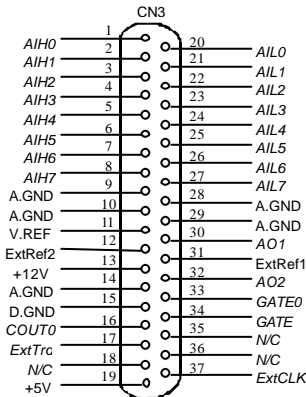 CN3
AIH0 1
20 AIL0
AIH1 2
21 AIL1
AIH2 3
22 AIL2
AIH3 4
23 AIL3
AIH4 5
24 AIL4
AIH5 6
25 AIL5
AIH6 7
26 AIL6
AIH7 8
27 AIL7
A.GND 9
28 A.GND
A.GND 10
29 A.GND
V.REF 11
30 AO1
ExtRef2 12
31 ExtRef1
+12V 13
32 AO2
A.GND 14
33 GATE0
D.GND 15
34 GATE
COUT0 16
35 N/C
ExtTrg 17
36 N/C
N/C 18
37 ExtCLK
+5V 19